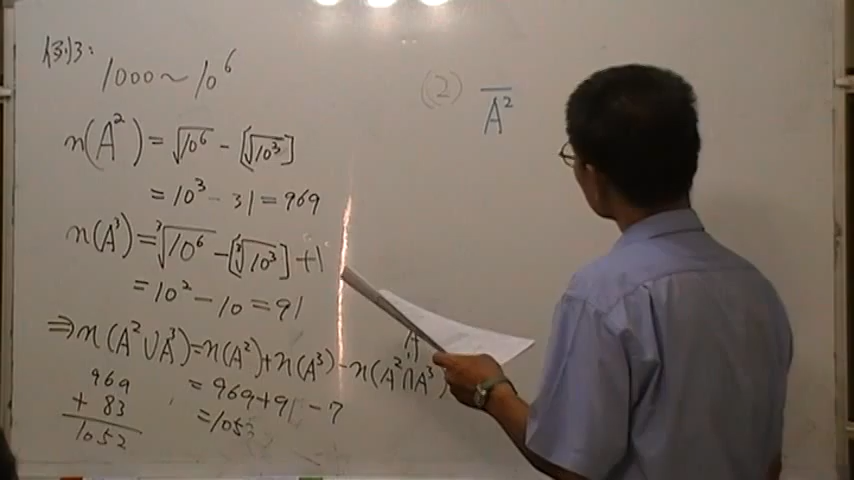 例3:
1000～10⁶
n(A²) = √10⁶ - [√10³]
= 10³ - 31 = 969
n(A³) = ∛10⁶ - [∛10³] + 1
= 10² - 10 = 91
⇒ n(A²∪A³) = n(A²) + n(A³) - n(A²∩A³)
= 969 + 91 - 7
= 1053
969
+ 83
1052
(2) A²
A